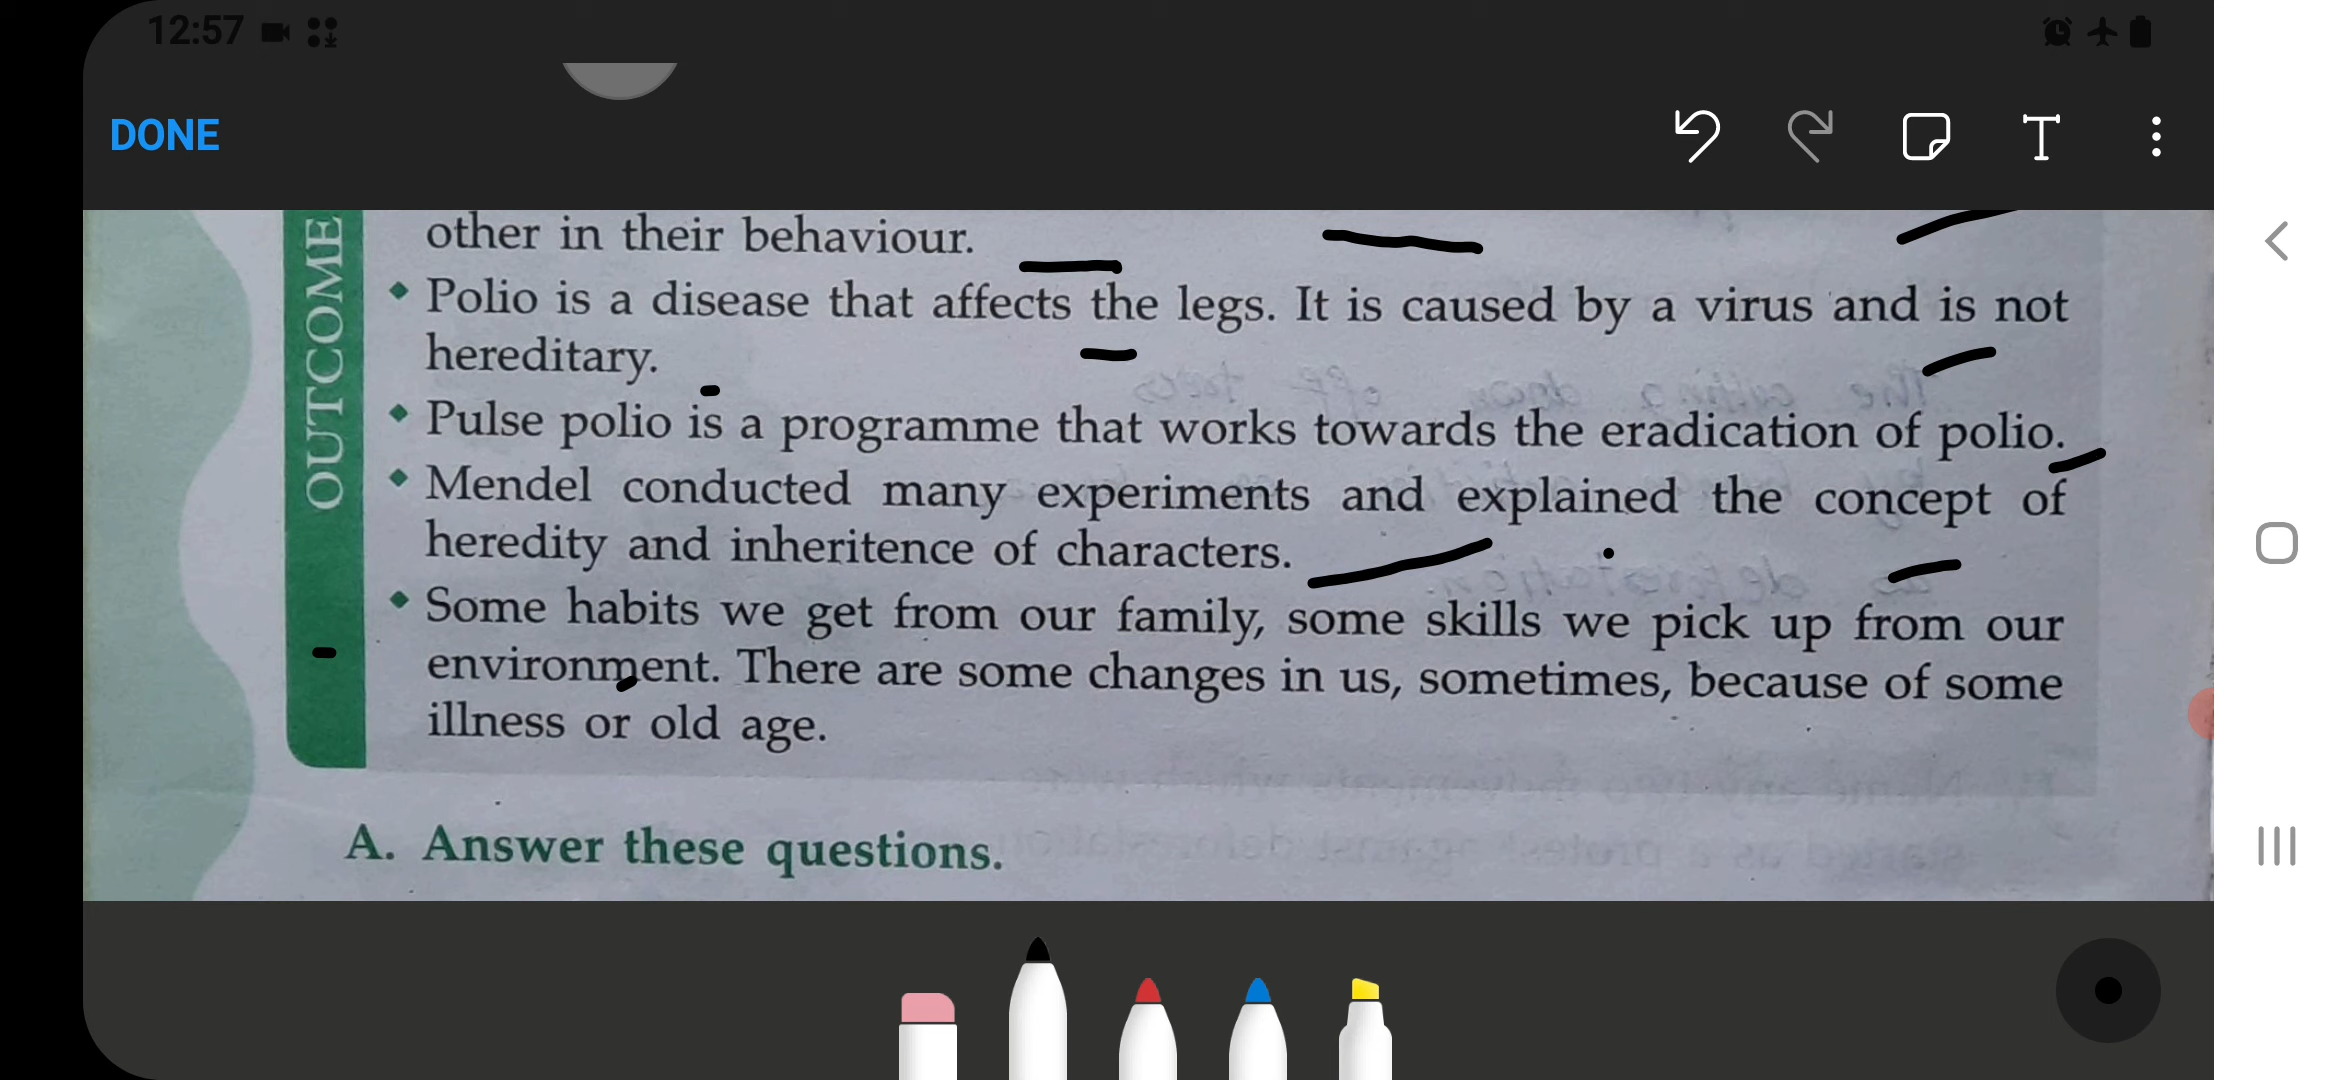 12:57
DONE
T
OUTCOME
other in their behaviour.
Polio is a disease that affects the legs. It is caused by a virus and is not
hereditary.
Pulse polio is a programme that works towards the eradication of polio.
Mendel conducted many experiments and explained the concept of
heredity and inheritence of characters.
Some habits we get from our family, some skills we pick up from our
environment. There are some changes in us, sometimes, because of some
illness or old age.
A. Answer these questions.